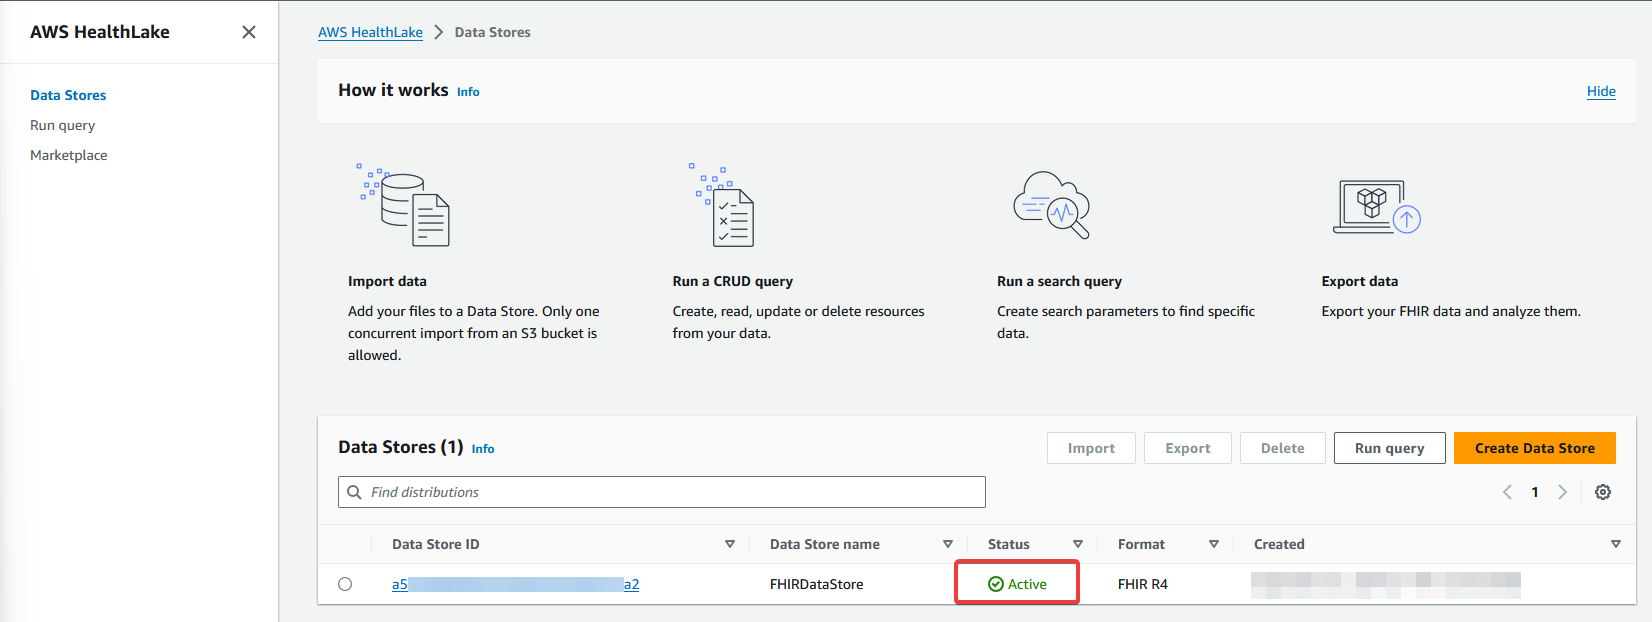 AWS HealthLake
Data Stores
Run query
Marketplace
AWS HealthLake > Data Stores
How it works Info
Hide
Import data
Add your files to a Data Store. Only one
concurrent import from an S3 bucket is
allowed.
Run a CRUD query
Create, read, update or delete resources
from your data.
Run a search query
Create search parameters to find specific
data.
Export data
Export your FHIR data and analyze them.
Data Stores (1) Info
Import Export Delete Run query Create Data Store
Find distributions
1
Data Store ID Data Store name Status Format Created
a5 a2 FHIRDataStore Active FHIR R4